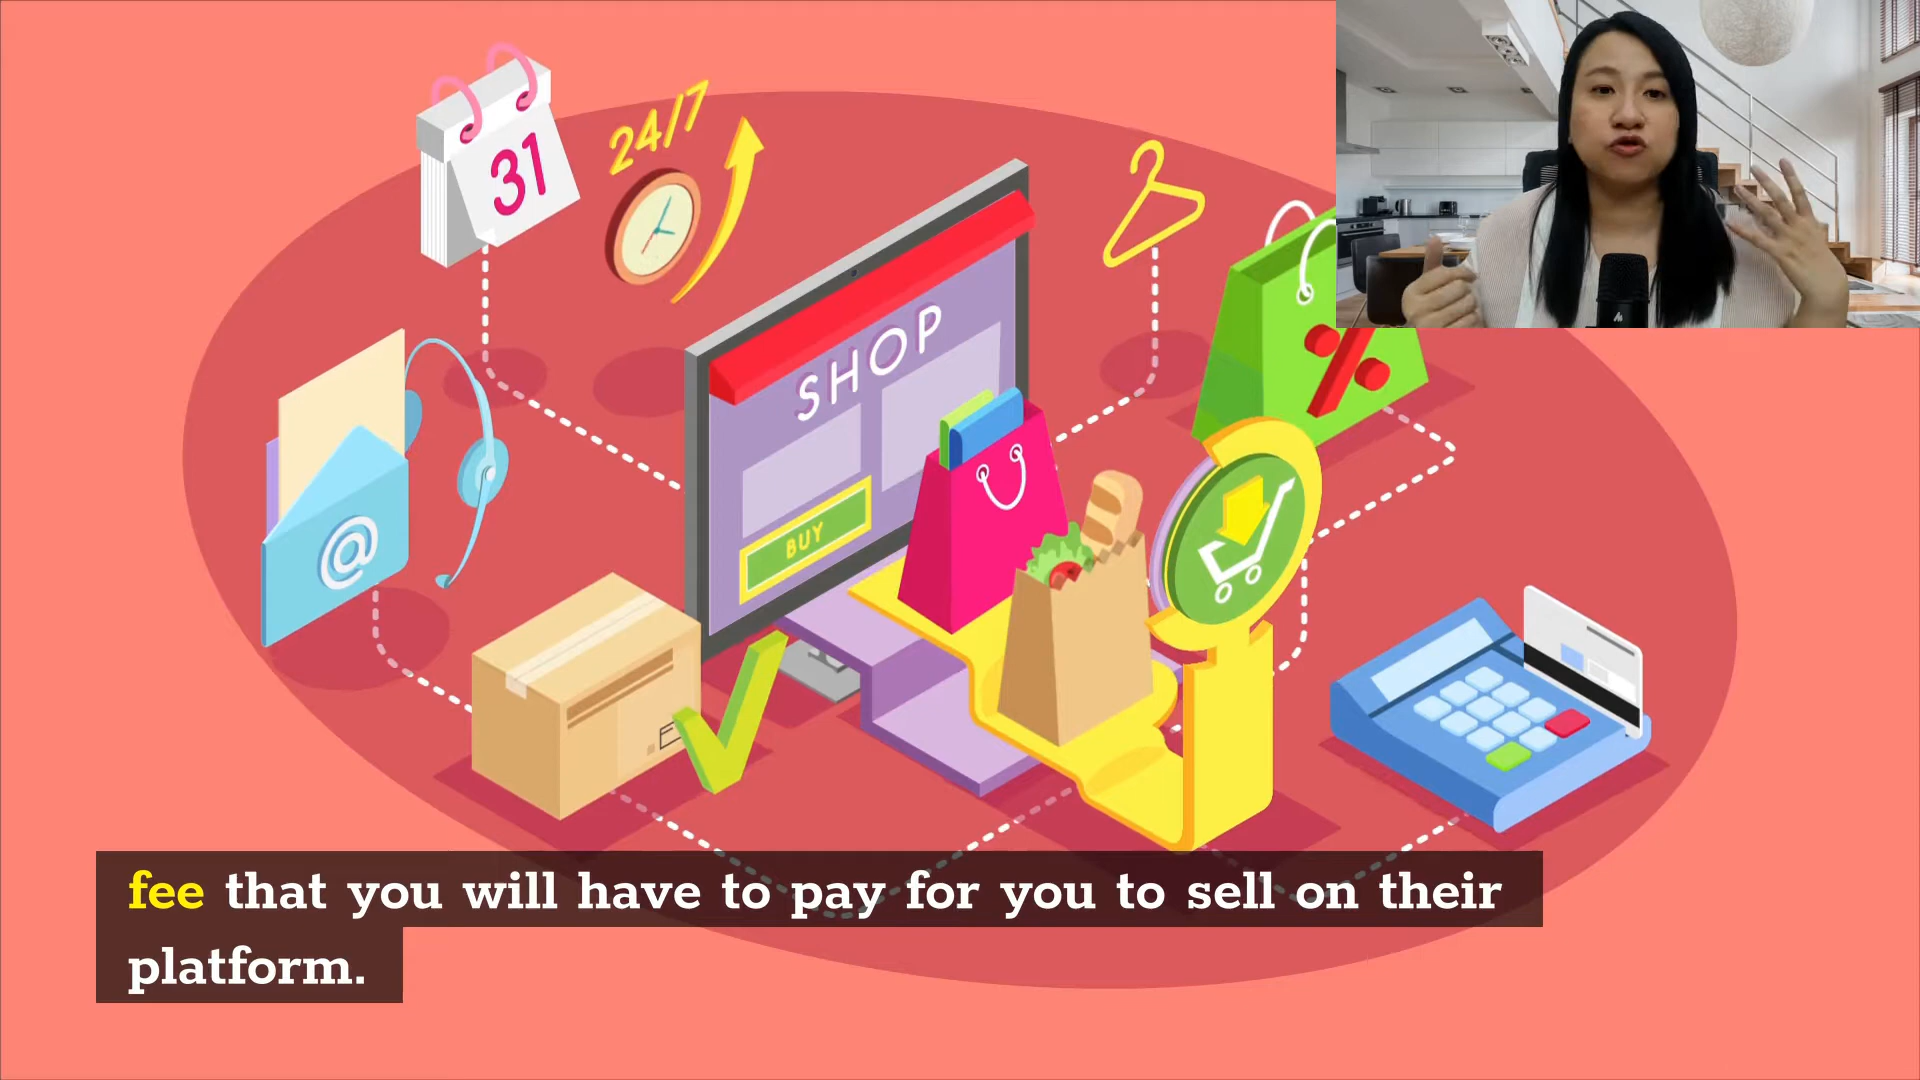 31
24/7
SHOP
BUY
@
%
fee that you will have to pay for you to sell on their
platform.